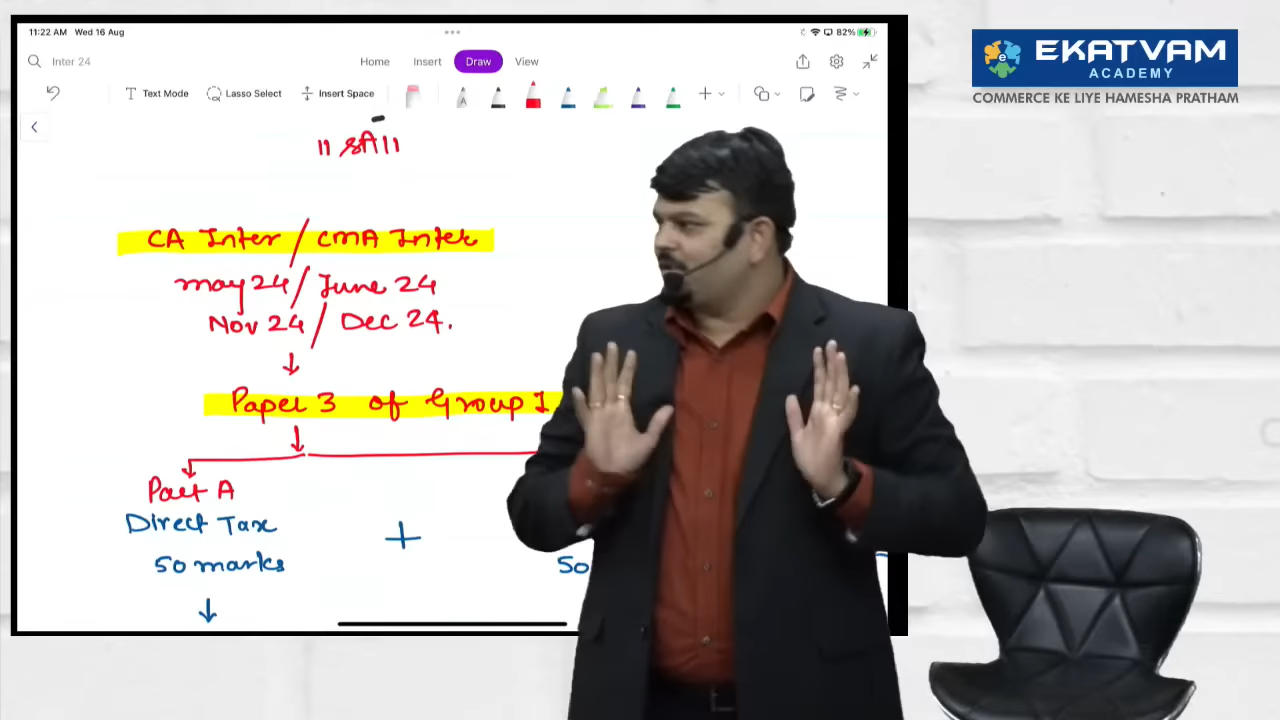 11:22 AM Wed 16 Aug
82%
Inter 24
Home Insert Draw View
Text Mode Lasso Select Insert Space
EKATVAM
ACADEMY
COMMERCE KE LIYE HAMESHA PRATHAM
CA Inter / CMA Inter
may 24 / June 24
Nov 24 / Dec 24.
↓
Paper 3 of Group I
Part A
Direct Tax
+
50 marks
50